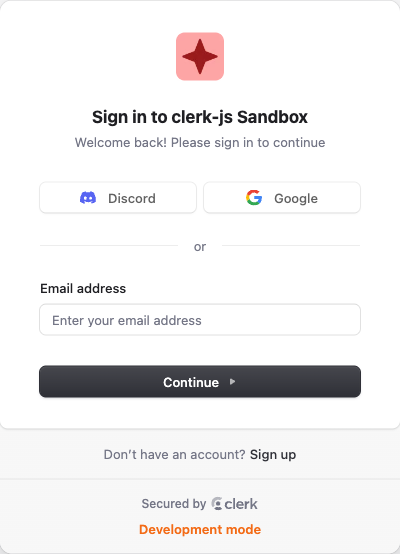 Sign in to clerk-js Sandbox
Welcome back! Please sign in to continue
Discord
Google
or
Email address
Enter your email address
Continue
Don’t have an account? Sign up
Secured by clerk
Development mode